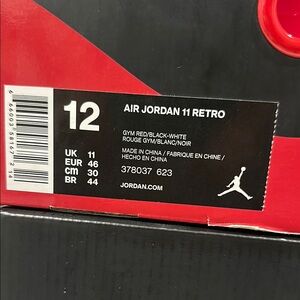 12
AIR JORDAN 11 RETRO
GYM RED/BLACK-WHITE
ROUGE GYM/BLANC/NOIR
MADE IN CHINA / FABRIQUE EN CHINE /
HECHO EN CHINA
UK 11
EUR 46
cm 30
BR 44
378037 623
JORDAN.COM